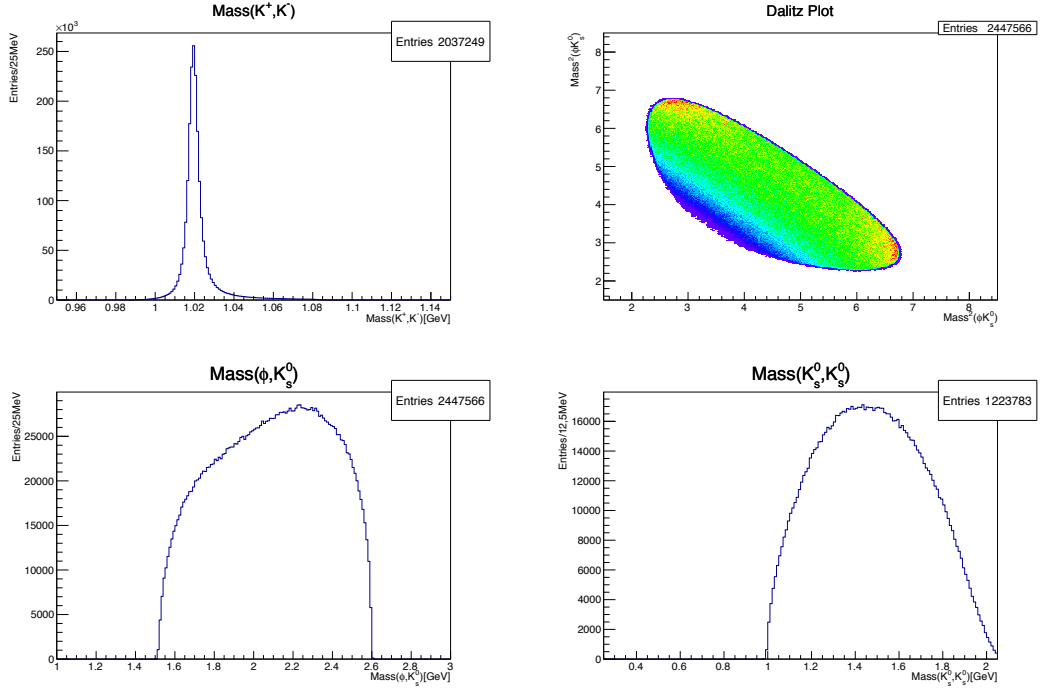 Mass(K⁺,K⁻)
Entries 2037249
×10³
Entries/25MeV
250
200
150
100
50
0
0.96 0.98 1 1.02 1.04 1.06 1.08 1.1 1.12 1.14
Mass(K⁺,K⁻)[GeV]
Dalitz Plot
Entries 2447566
Mass²(ϕK⁰ₛ)
8
7
6
5
4
3
2
2 3 4 5 6 7 8
Mass²(ϕK⁰ₛ)
Mass(ϕ,K⁰ₛ)
Entries 2447566
Entries/25MeV
25000
20000
15000
10000
5000
0
1 1.2 1.4 1.6 1.8 2 2.2 2.4 2.6 2.8 3
Mass(ϕ,K⁰ₛ)[GeV]
Mass(K⁰ₛ,K⁰ₛ)
Entries 1223783
Entries/12,5MeV
16000
14000
12000
10000
8000
6000
4000
2000
0
0.4 0.6 0.8 1 1.2 1.4 1.6 1.8 2
Mass(K⁰ₛ,K⁰ₛ)[GeV]